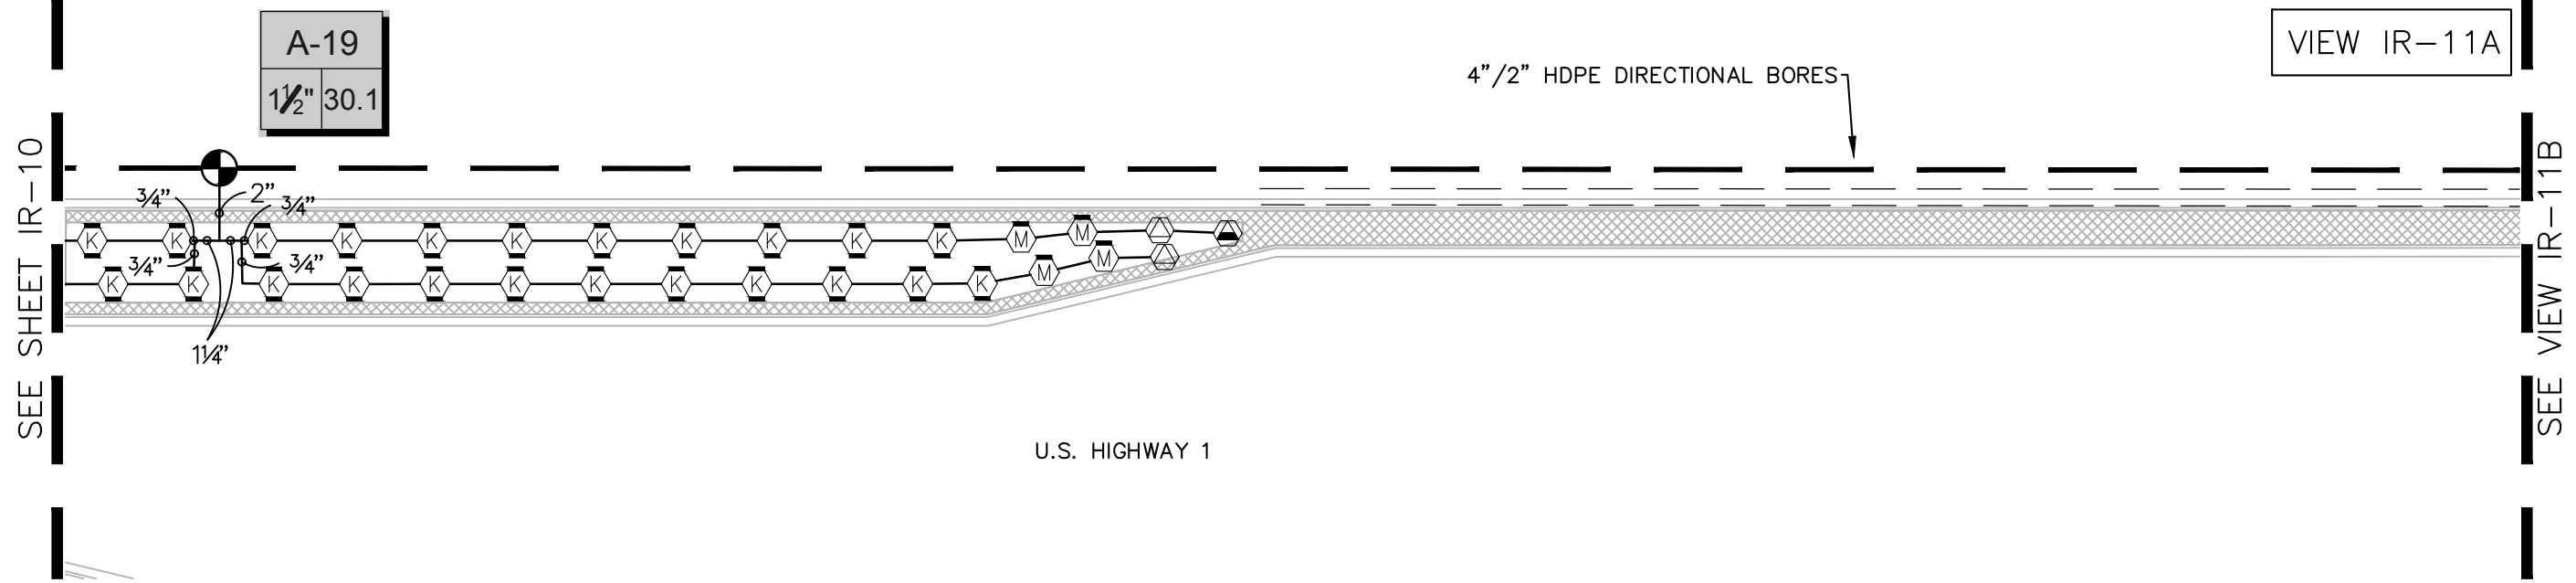 A-19
1½" 30.1
VIEW IR-11A
4"/2" HDPE DIRECTIONAL BORES
SEE SHEET IR-10
SEE VIEW IR-11B
¾" 2" ¾"
K K K K K K K K K K K M M
¾" ¾"
K K K K K K K K K K K K M M
1¼"
U.S. HIGHWAY 1